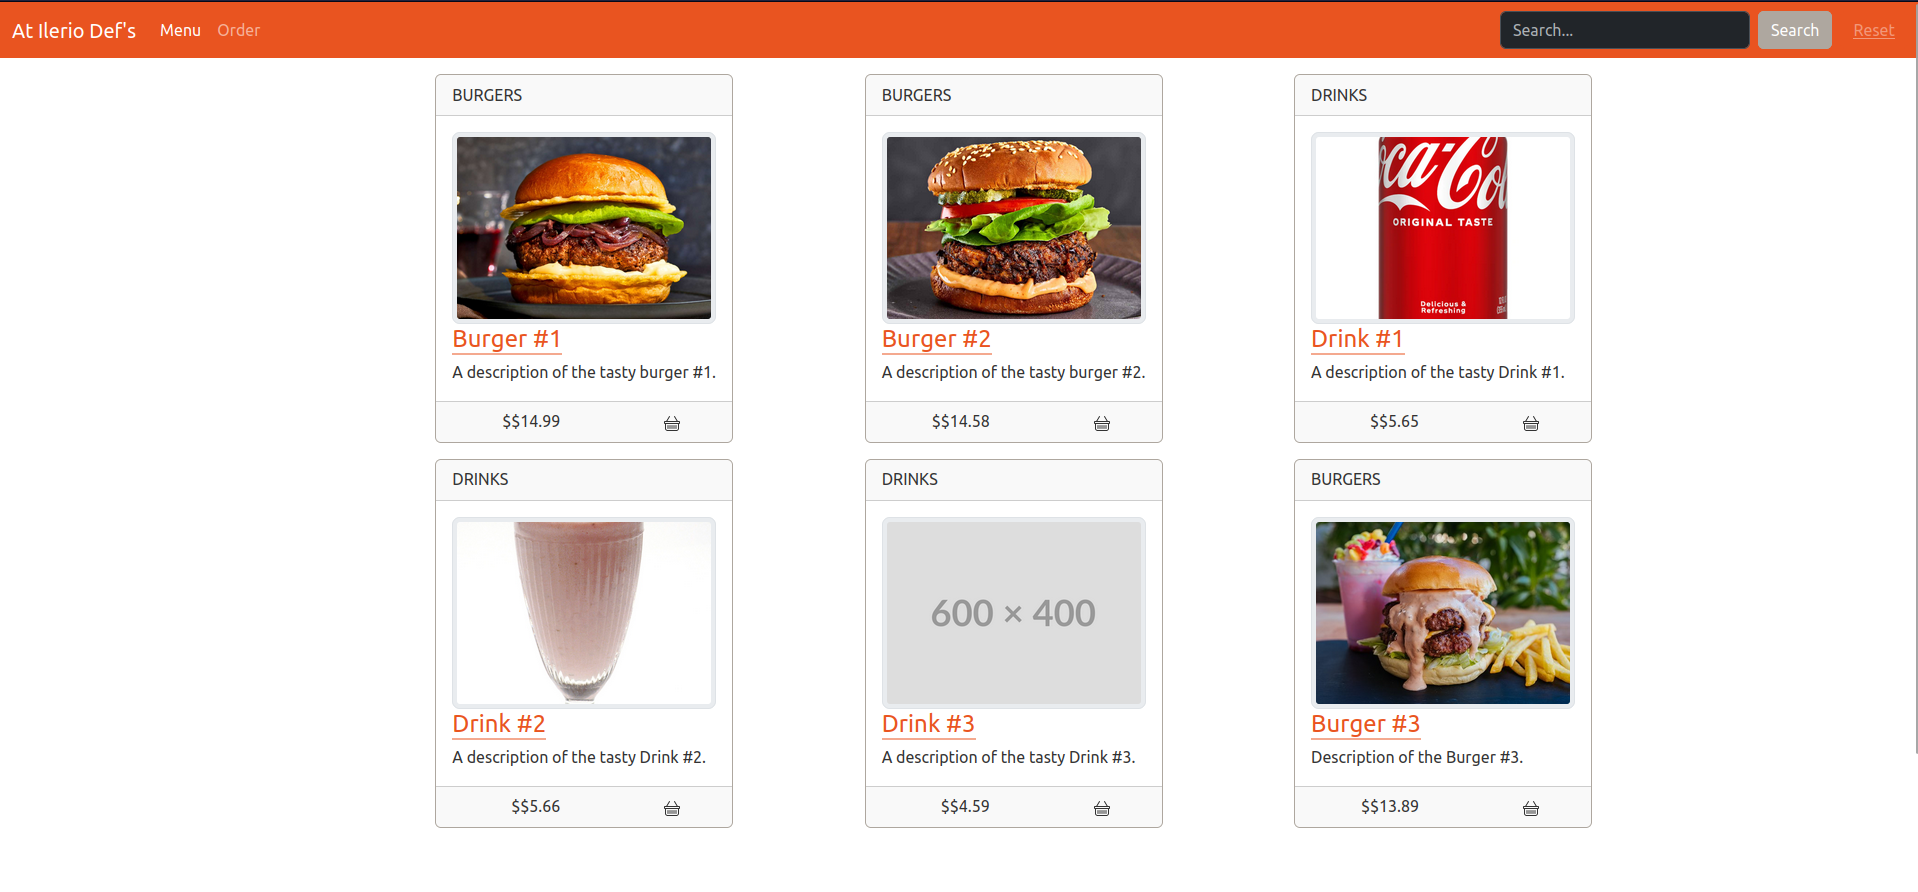 At Ilerio Def's Menu Order Search... Search Reset
BURGERS
Burger #1
A description of the tasty burger #1.
$$14.99
BURGERS
Burger #2
A description of the tasty burger #2.
$$14.58
DRINKS
ca-Col
ORIGINAL TASTE
Delicious &
Refreshing
Drink #1
A description of the tasty Drink #1.
$$5.65
DRINKS
Drink #2
A description of the tasty Drink #2.
$$5.66
DRINKS
600 × 400
Drink #3
A description of the tasty Drink #3.
$$4.59
BURGERS
Burger #3
Description of the Burger #3.
$$13.89